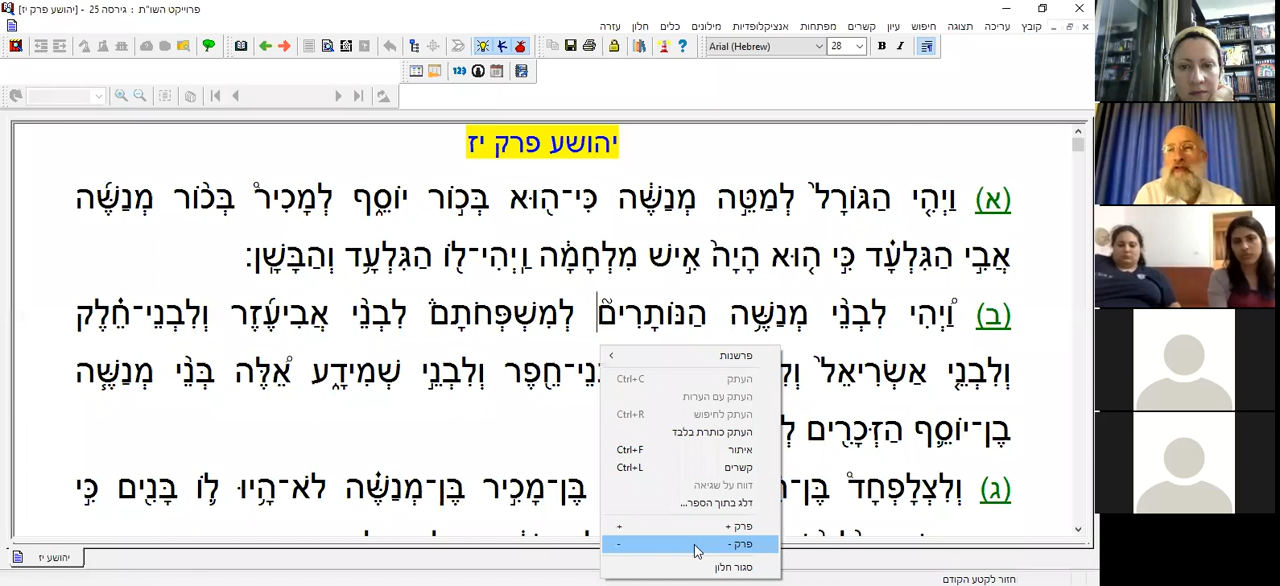 פרוייקט השו"ת : גירסה 25 - [יהושע פרק יז]
קובץ עריכה תצוגה חיפוש עיון קשרים מפתחות אנציקלופדיות מילונים כלים חלון עזרה
Arial (Hebrew) 28 B I
123
יהושע פרק יז
(א) וַיְהִ֤י הַגּוֹרָל֙ לְמַטֵּ֣ה מְנַשֶּׁ֔ה כִּי־ה֖וּא בְּכ֣וֹר יוֹסֵ֑ף לְמָכִיר֩ בְּכ֨וֹר מְנַשֶּׁ֜ה
אֲבִ֣י הַגִּלְעָ֗ד כִּ֣י ה֤וּא הָיָה֙ אִ֣ישׁ מִלְחָמָ֔ה וַֽיְהִי־ל֖וֹ הַגִּלְעָ֥ד וְהַבָּשָֽׁן:
(ב) וַ֠יְהִי לִבְנֵ֨י מְנַשֶּׁ֥ה הַנּוֹתָרִים֮ לְמִשְׁפְּחֹתָם֒ לִבְנֵ֨י אֲבִיעֶ֜זֶר וְלִבְנֵי־חֵ֗לֶק
וְלִבְנֵ֤י אַשְׂרִיאֵל֙ בְנֵי־חֵ֖פֶר וְלִבְנֵ֣י שְׁמִידָ֑ע אֵ֠לֶּה בְּנֵ֨י מְנַשֶּׁ֧ה
בֶן־יוֹסֵ֛ף הַזְּכָרִ֖ים
(ג) וְלִצְלָפְחָד֩ בֶּן־מָכִ֣יר בֶּן־מְנַשֶּׁ֗ה לֹא־הָ֥יוּ ל֛וֹ בָּנִ֖ים כִּ֣י
פרשנות
העתק Ctrl+C
העתק עם הערות
העתק לחיפוש Ctrl+R
העתק כותרת בלבד
איתור Ctrl+F
קשרים Ctrl+L
דווח על שגיאה
דלג בתוך הספר...
פרק + +
פרק - -
סגור חלון
יהושע יז
חזור לקטע הקודם